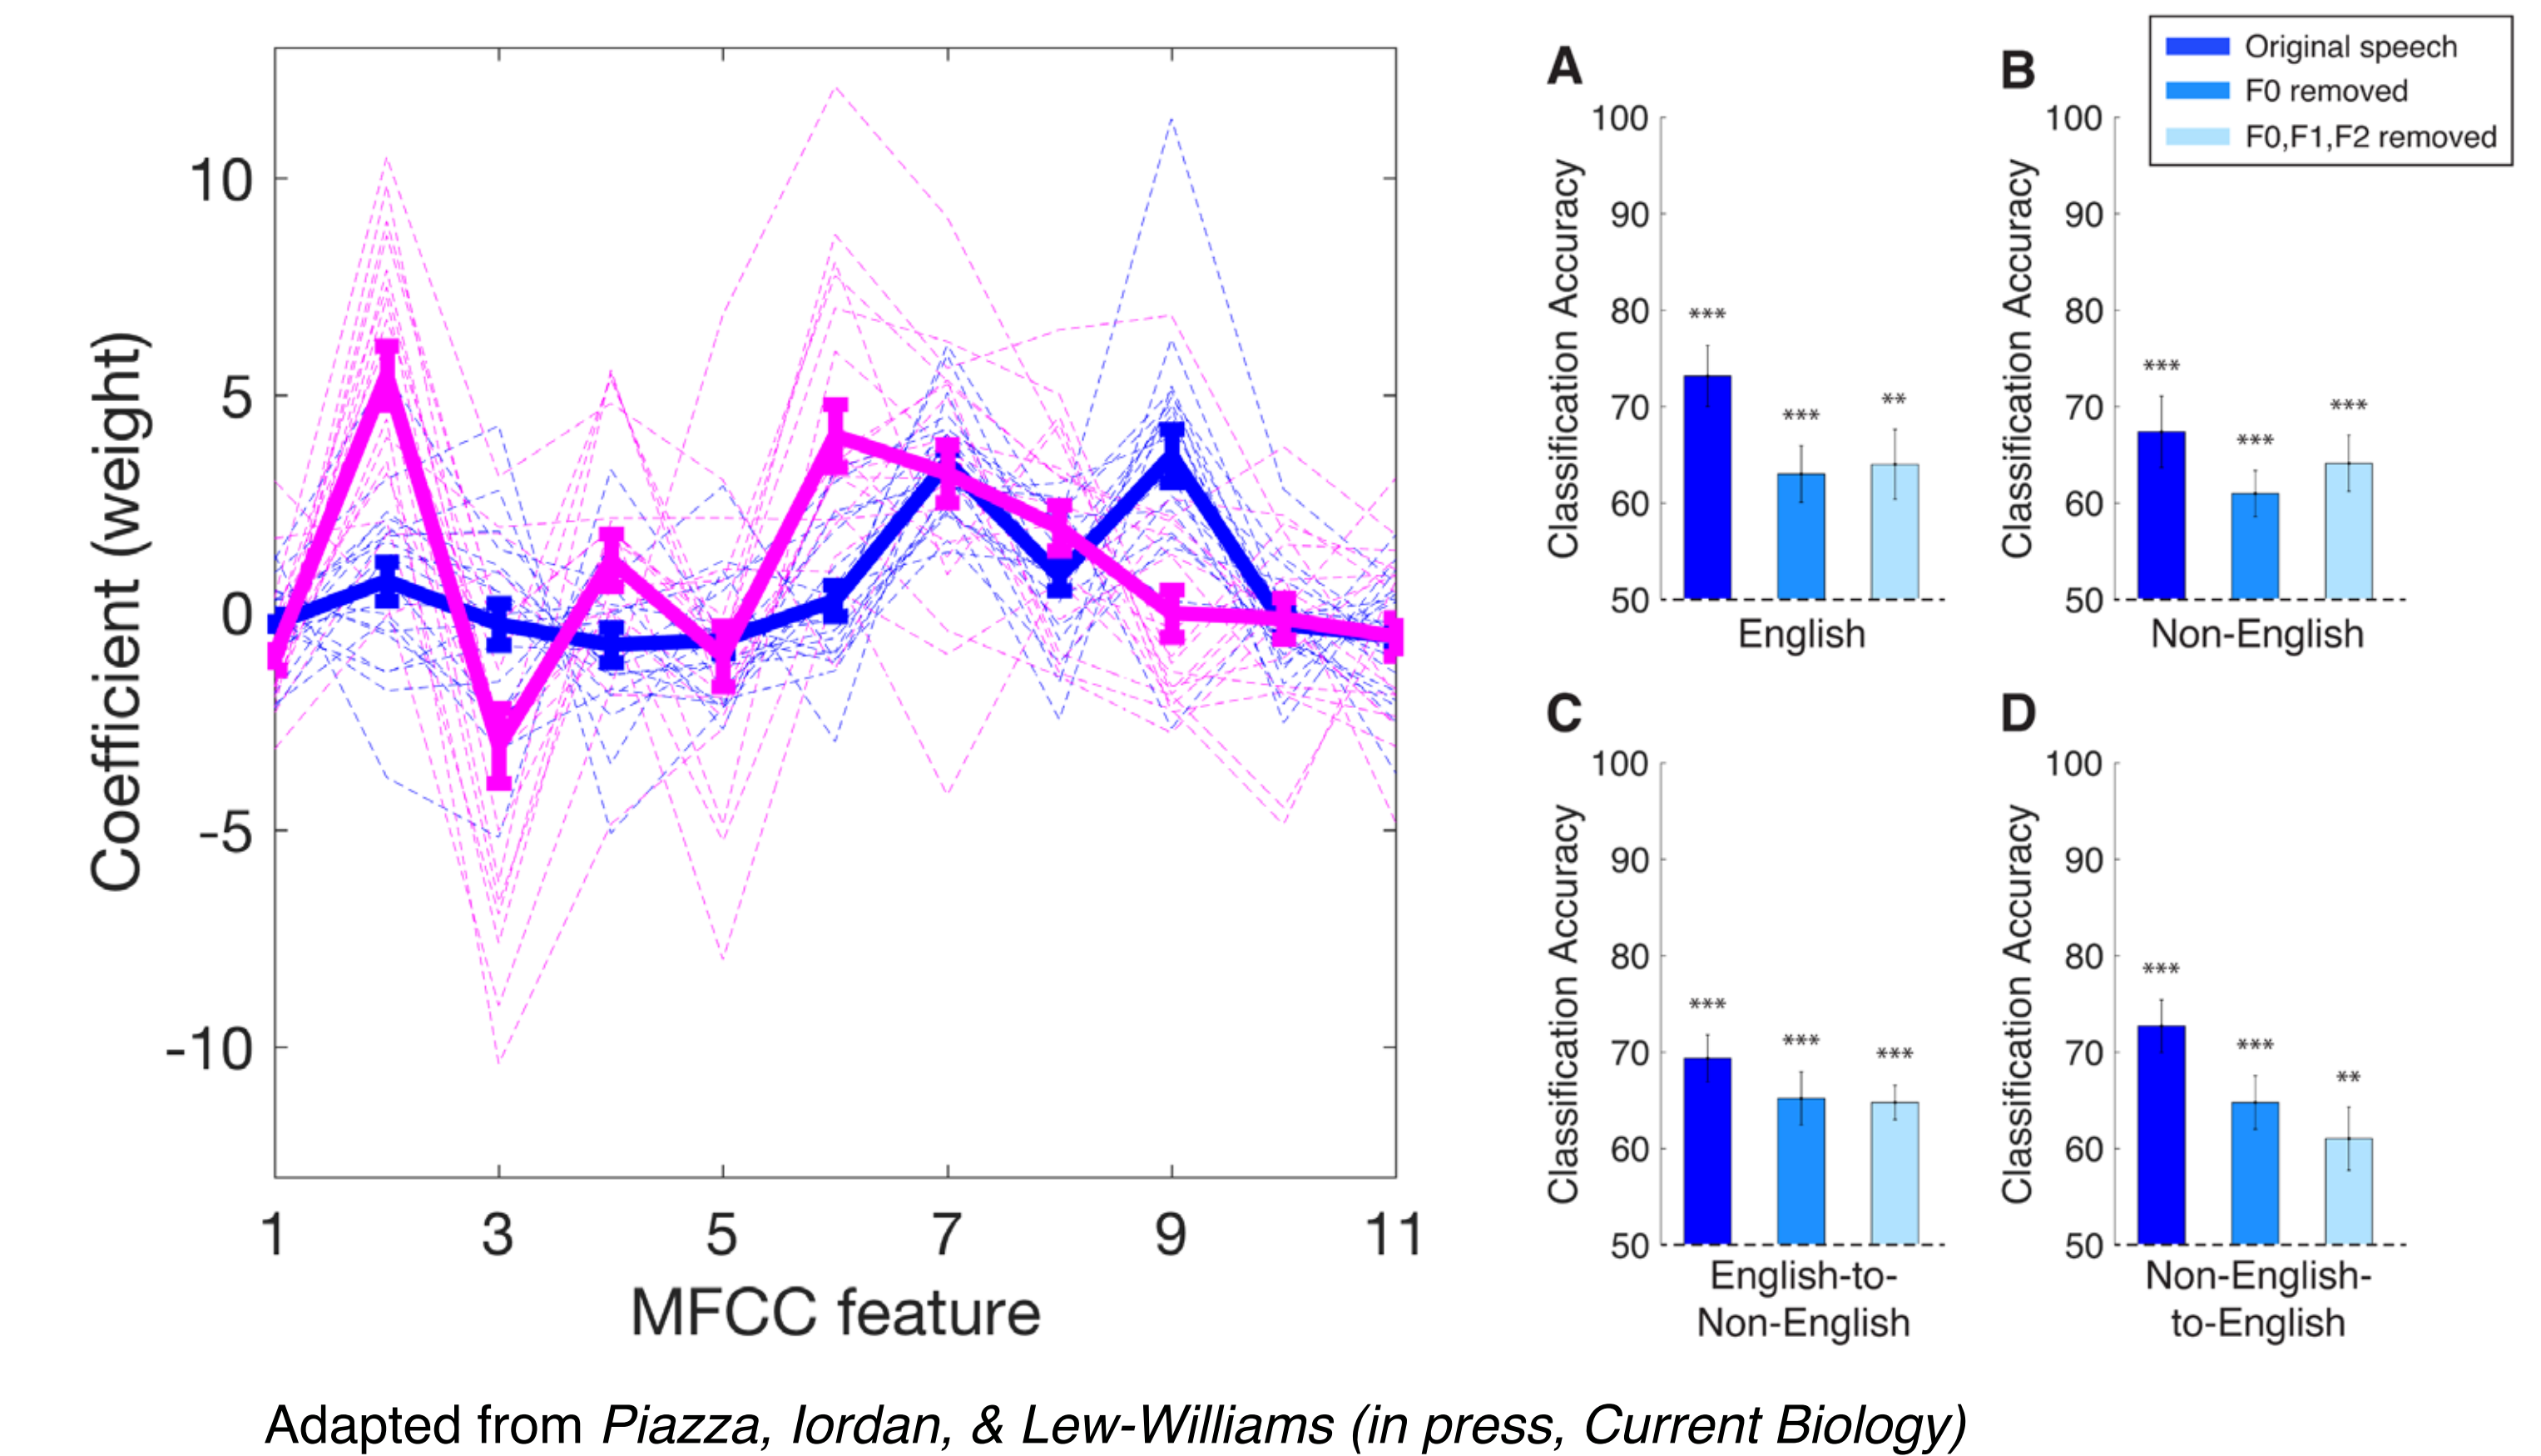 10
5
0
-5
-10
Coefficient (weight)
1 3 5 7 9 11
MFCC feature
A
100
90
80
70
60
50
Classification Accuracy
***
***
**
English
B
100
90
80
70
60
50
Classification Accuracy
***
***
***
Non-English
Original speech
F0 removed
F0,F1,F2 removed
C
100
90
80
70
60
50
Classification Accuracy
***
***
***
English-to-
Non-English
D
100
90
80
70
60
50
Classification Accuracy
***
***
**
Non-English-
to-English
Adapted from Piazza, Iordan, & Lew-Williams (in press, Current Biology)